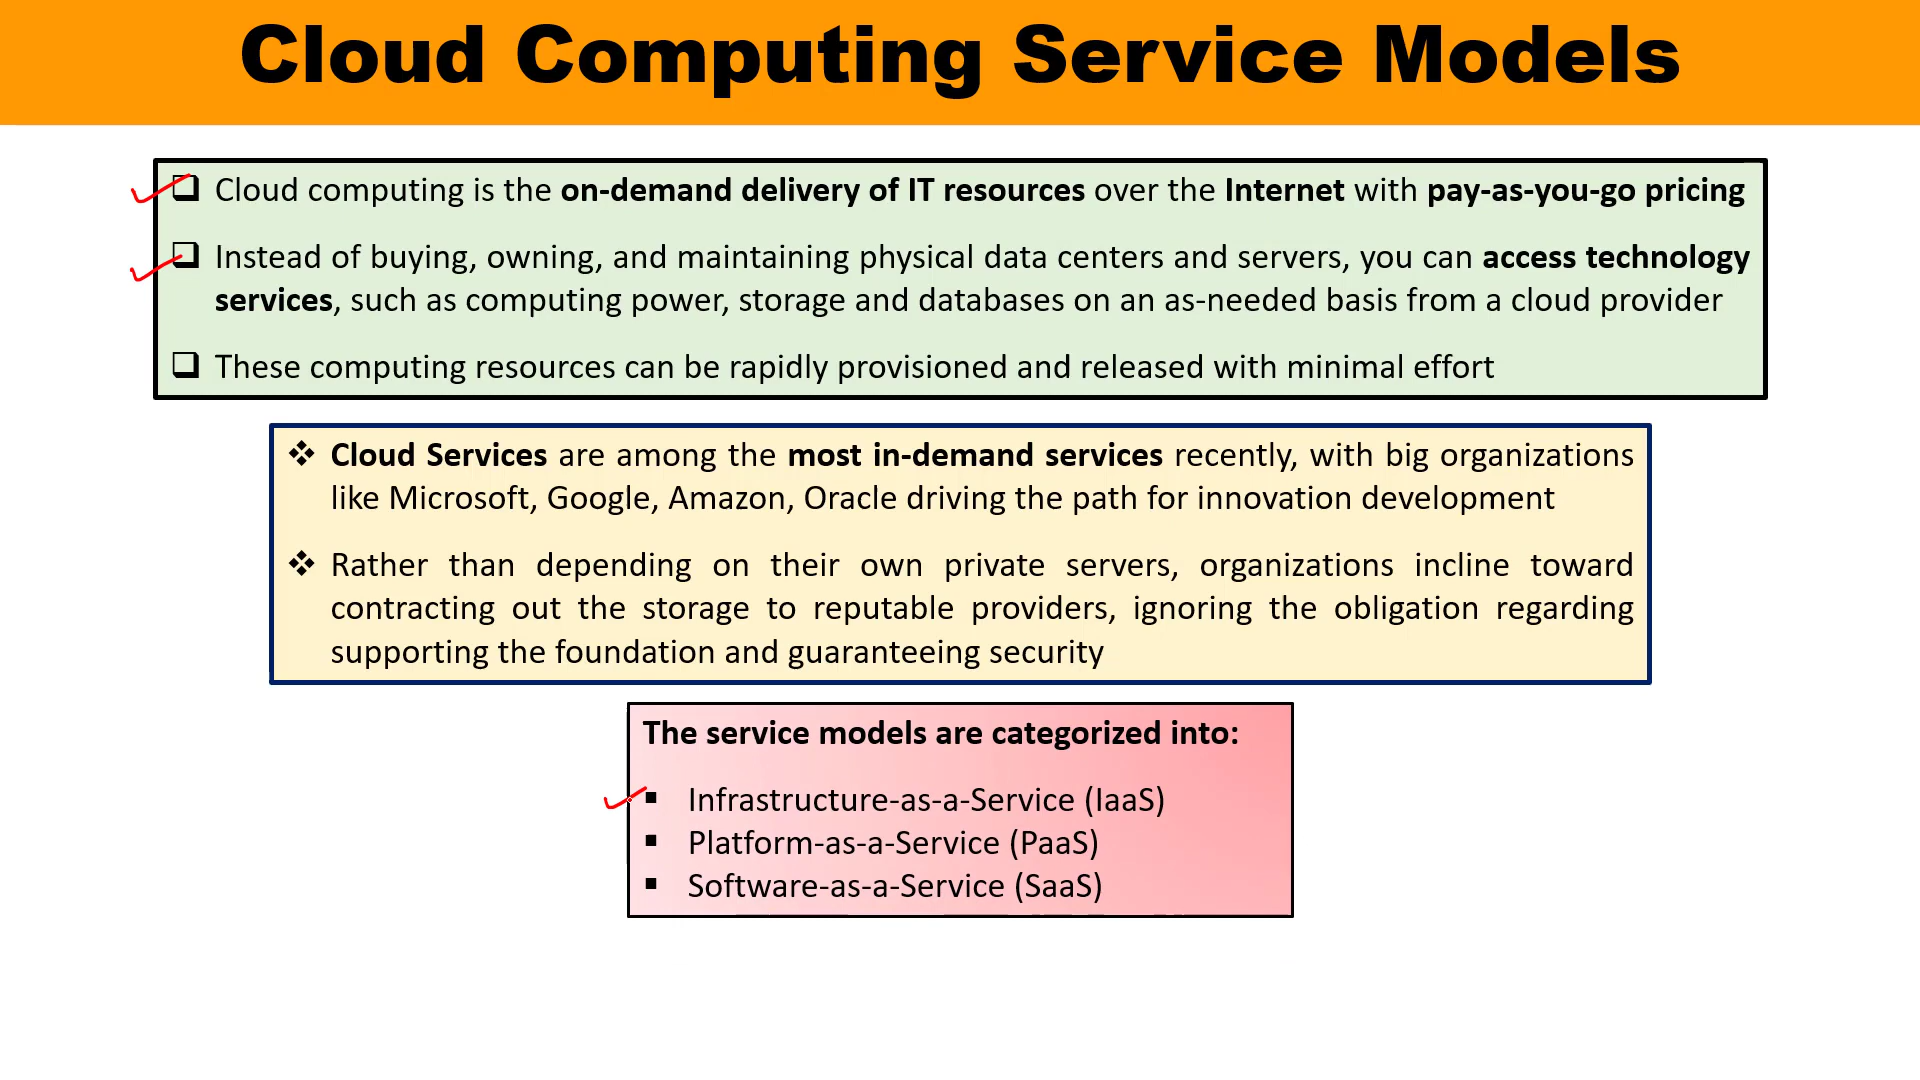 Cloud Computing Service Models
Cloud computing is the on-demand delivery of IT resources over the Internet with pay-as-you-go pricing
Instead of buying, owning, and maintaining physical data centers and servers, you can access technology
services, such as computing power, storage and databases on an as-needed basis from a cloud provider
These computing resources can be rapidly provisioned and released with minimal effort
Cloud Services are among the most in-demand services recently, with big organizations
like Microsoft, Google, Amazon, Oracle driving the path for innovation development
Rather than depending on their own private servers, organizations incline toward
contracting out the storage to reputable providers, ignoring the obligation regarding
supporting the foundation and guaranteeing security
The service models are categorized into:
Infrastructure-as-a-Service (IaaS)
Platform-as-a-Service (PaaS)
Software-as-a-Service (SaaS)